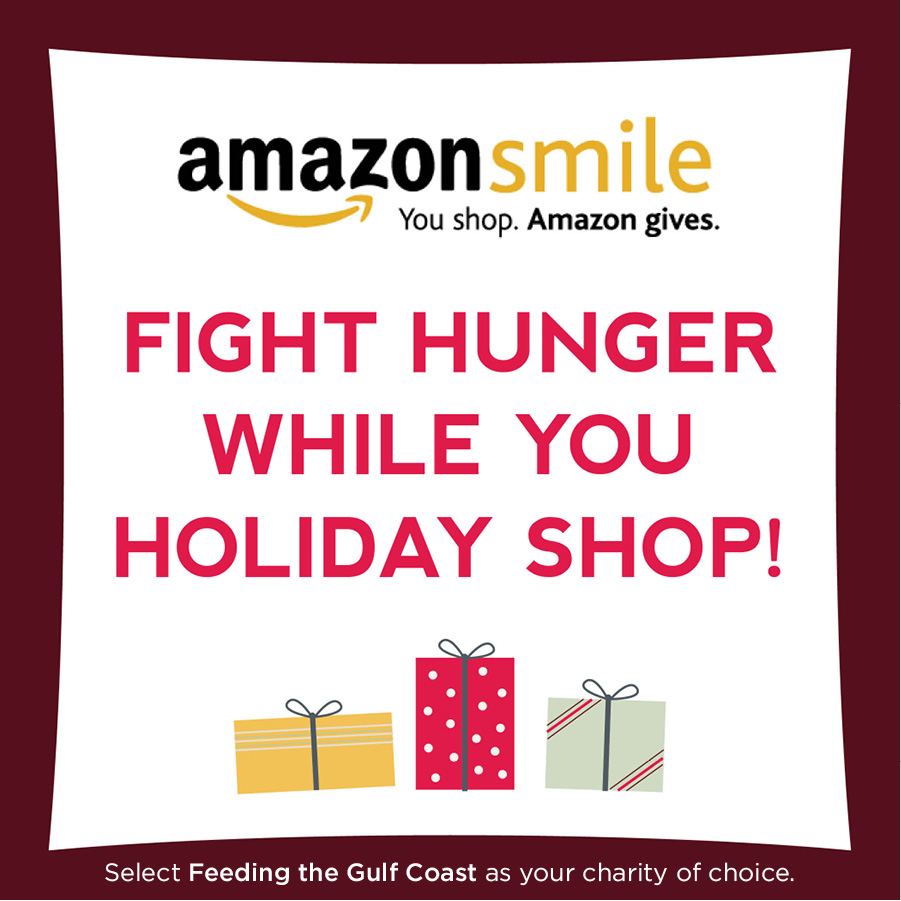 amazonsmile
You shop. Amazon gives.
FIGHT HUNGER
WHILE YOU
HOLIDAY SHOP!
Select Feeding the Gulf Coast as your charity of choice.